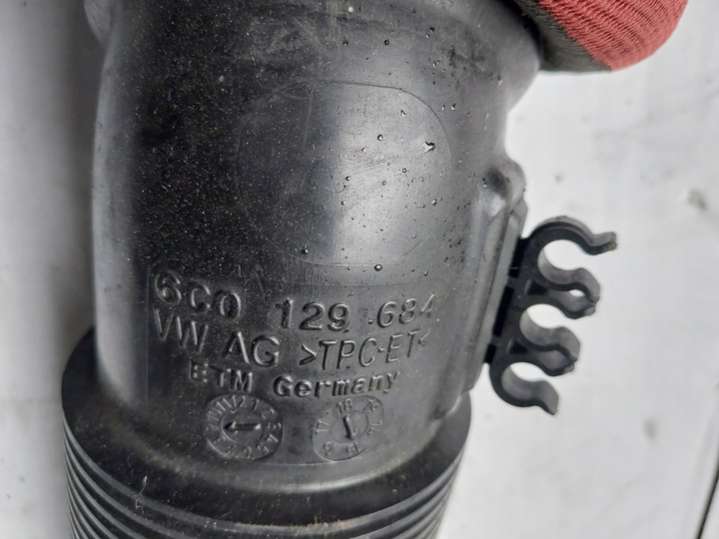 6C0 129 684
VW AG >TPC-ET<
ETM Germany